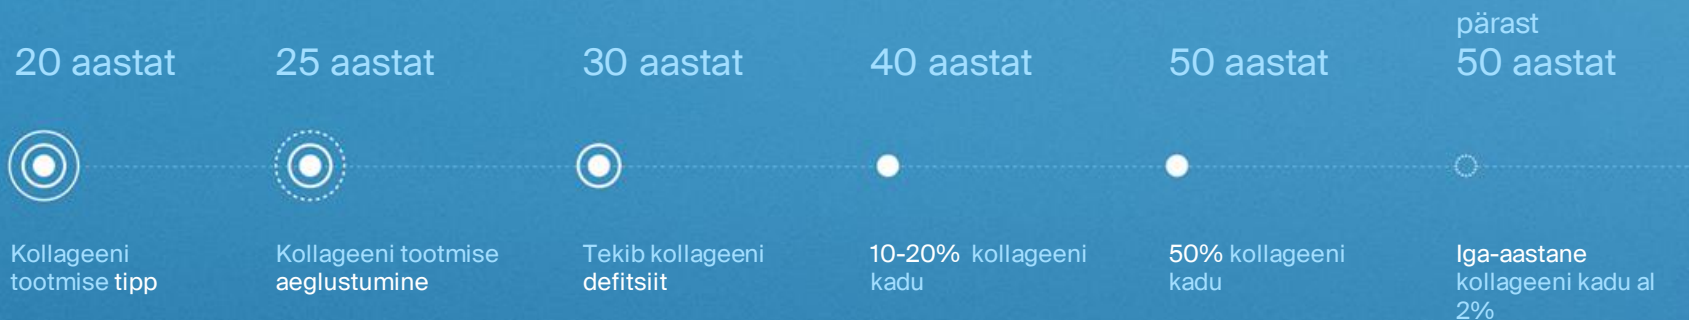 20 aastat
25 aastat
30 aastat
40 aastat
50 aastat
pärast
50 aastat
Kollageeni
tootmise tipp
Kollageeni tootmise
aeglustumine
Tekib kollageeni
defitsiit
10-20% kollageeni
kadu
50% kollageeni
kadu
Iga-aastane
kollageeni kadu al
2%